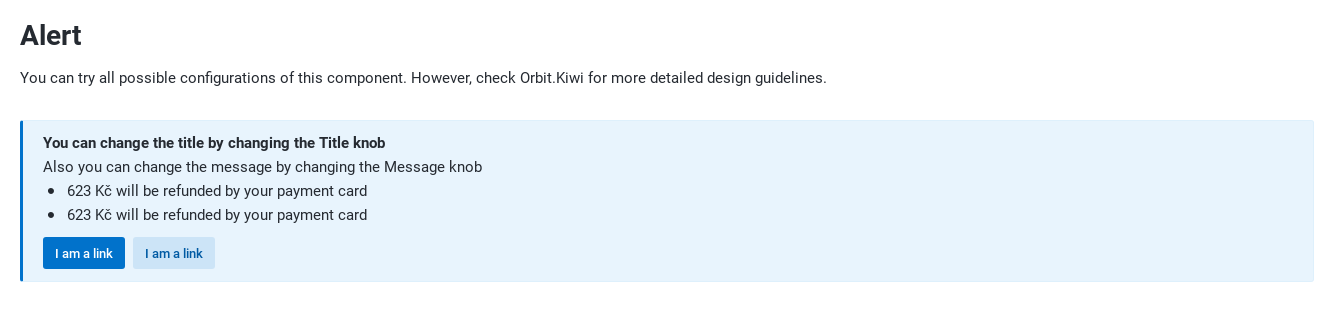 Alert
You can try all possible configurations of this component. However, check Orbit.Kiwi for more detailed design guidelines.
You can change the title by changing the Title knob
Also you can change the message by changing the Message knob
623 Kč will be refunded by your payment card
623 Kč will be refunded by your payment card
I am a link
I am a link